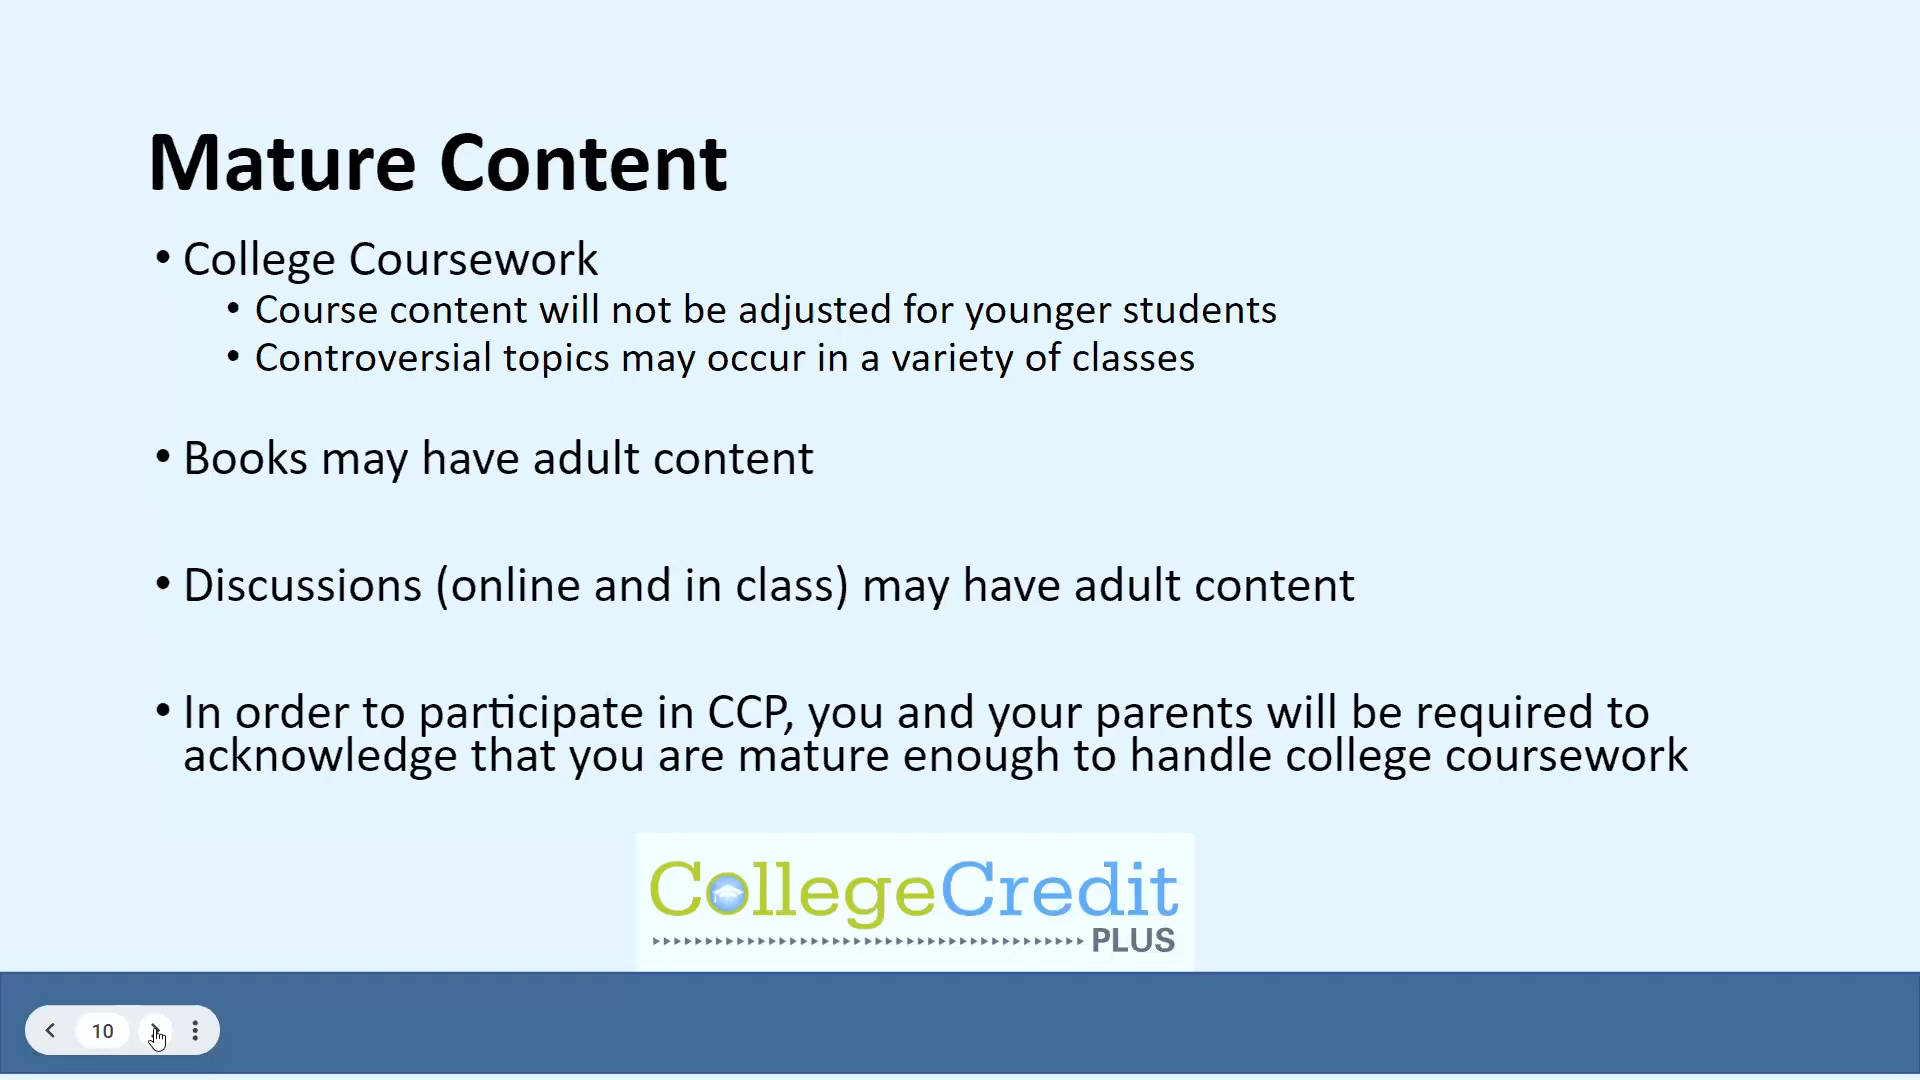 Mature Content
• College Coursework
• Course content will not be adjusted for younger students
• Controversial topics may occur in a variety of classes
• Books may have adult content
• Discussions (online and in class) may have adult content
• In order to participate in CCP, you and your parents will be required to
acknowledge that you are mature enough to handle college coursework
CollegeCredit
PLUS
10